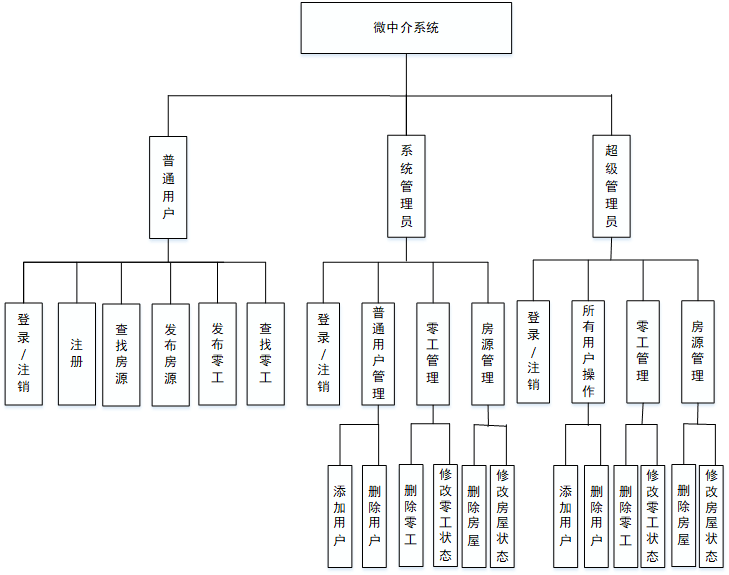 微中介系统
普通用户
系统管理员
超级管理员
登录/注销
注册
查找房源
发布房源
发布零工
查找零工
登录/注销
普通用户管理
零工管理
房源管理
登录/注销
所有用户操作
零工管理
房源管理
添加用户
删除用户
删除零工
修改零工状态
删除房屋
修改房屋状态
添加用户
删除用户
删除零工
修改零工状态
删除房屋
修改房屋状态